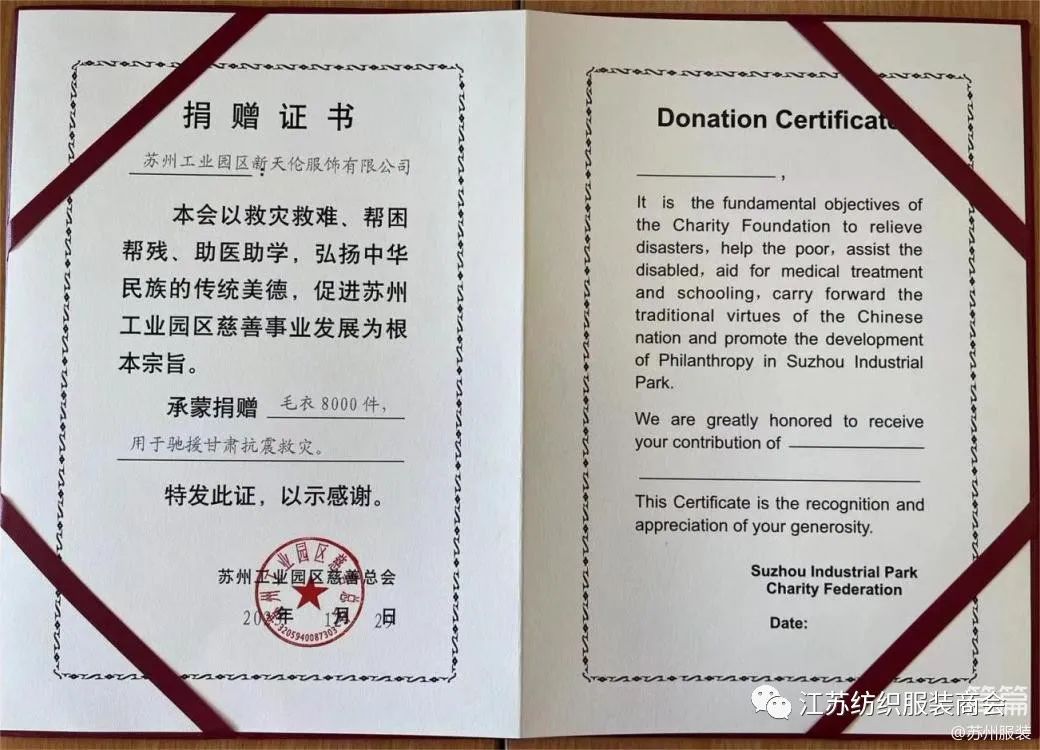 捐赠证书
苏州工业园区新天伦服饰有限公司
:
本会以救灾救难、帮困
帮残、助医助学，弘扬中华
民族的传统美德，促进苏州
工业园区慈善事业发展为根
本宗旨。
承蒙捐赠 毛衣8000件，
用于驰援甘肃抗震救灾。
特发此证，以示感谢。
苏州工业园区慈善总会
年 12月 29日
3205940087303
Donation Certificate
,
It is the fundamental objectives of
the Charity Foundation to relieve
disasters, help the poor, assist the
disabled, aid for medical treatment
and schooling, carry forward the
traditional virtues of the Chinese
nation and promote the development
of Philanthropy in Suzhou Industrial
Park.
We are greatly honored to receive
your contribution of
This Certificate is the recognition and
appreciation of your generosity.
Suzhou Industrial Park
Charity Federation
Date:
江苏纺织服装商会
@苏州服装